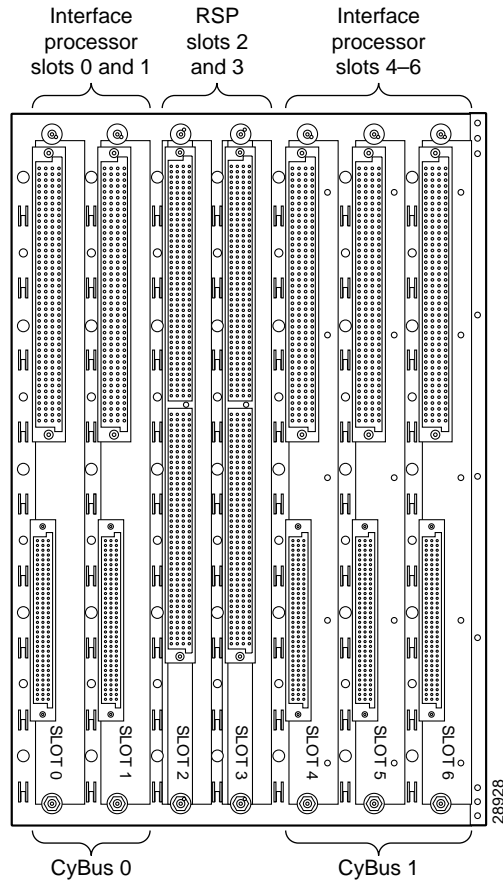 Interface
processor
slots 0 and 1
RSP
slots 2
and 3
Interface
processor
slots 4–6
SLOT 0
SLOT 1
SLOT 2
SLOT 3
SLOT 4
SLOT 5
SLOT 6
28928
CyBus 0
CyBus 1